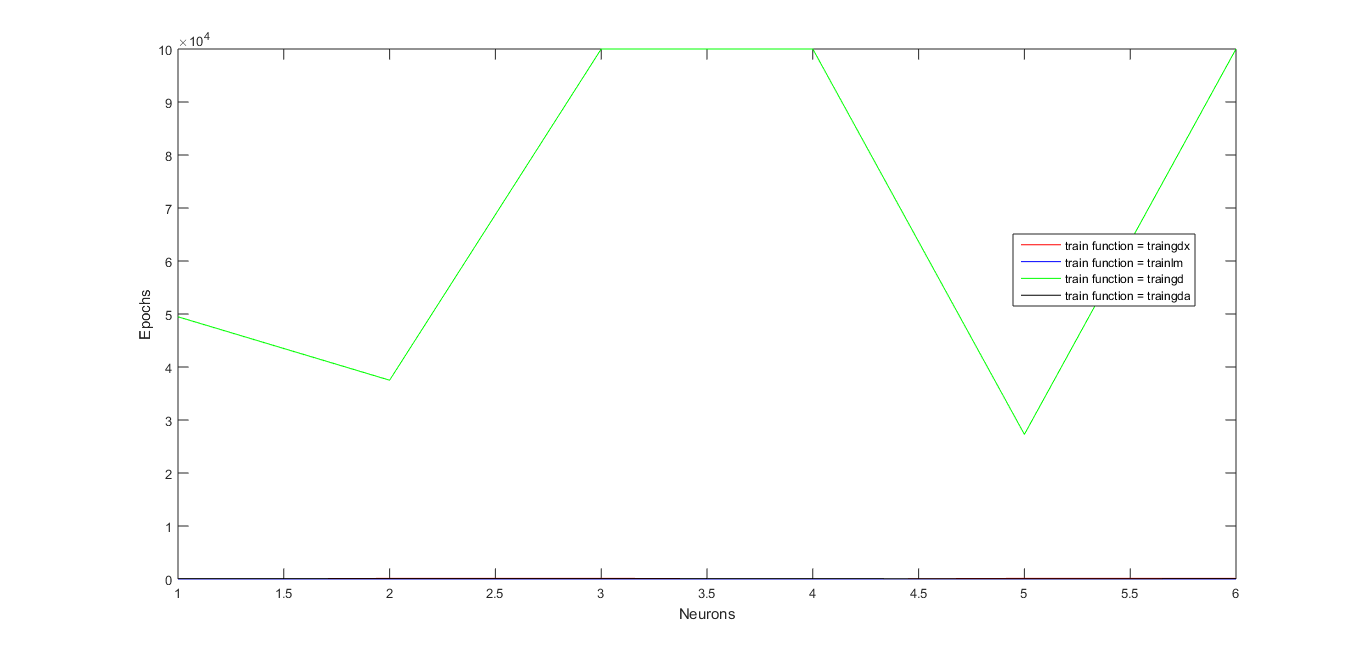 ×10^4
10
9
8
7
6
5
4
3
2
1
0
Epochs
train function = traingdx
train function = trainlm
train function = traingd
train function = traingda
1 1.5 2 2.5 3 3.5 4 4.5 5 5.5 6
Neurons